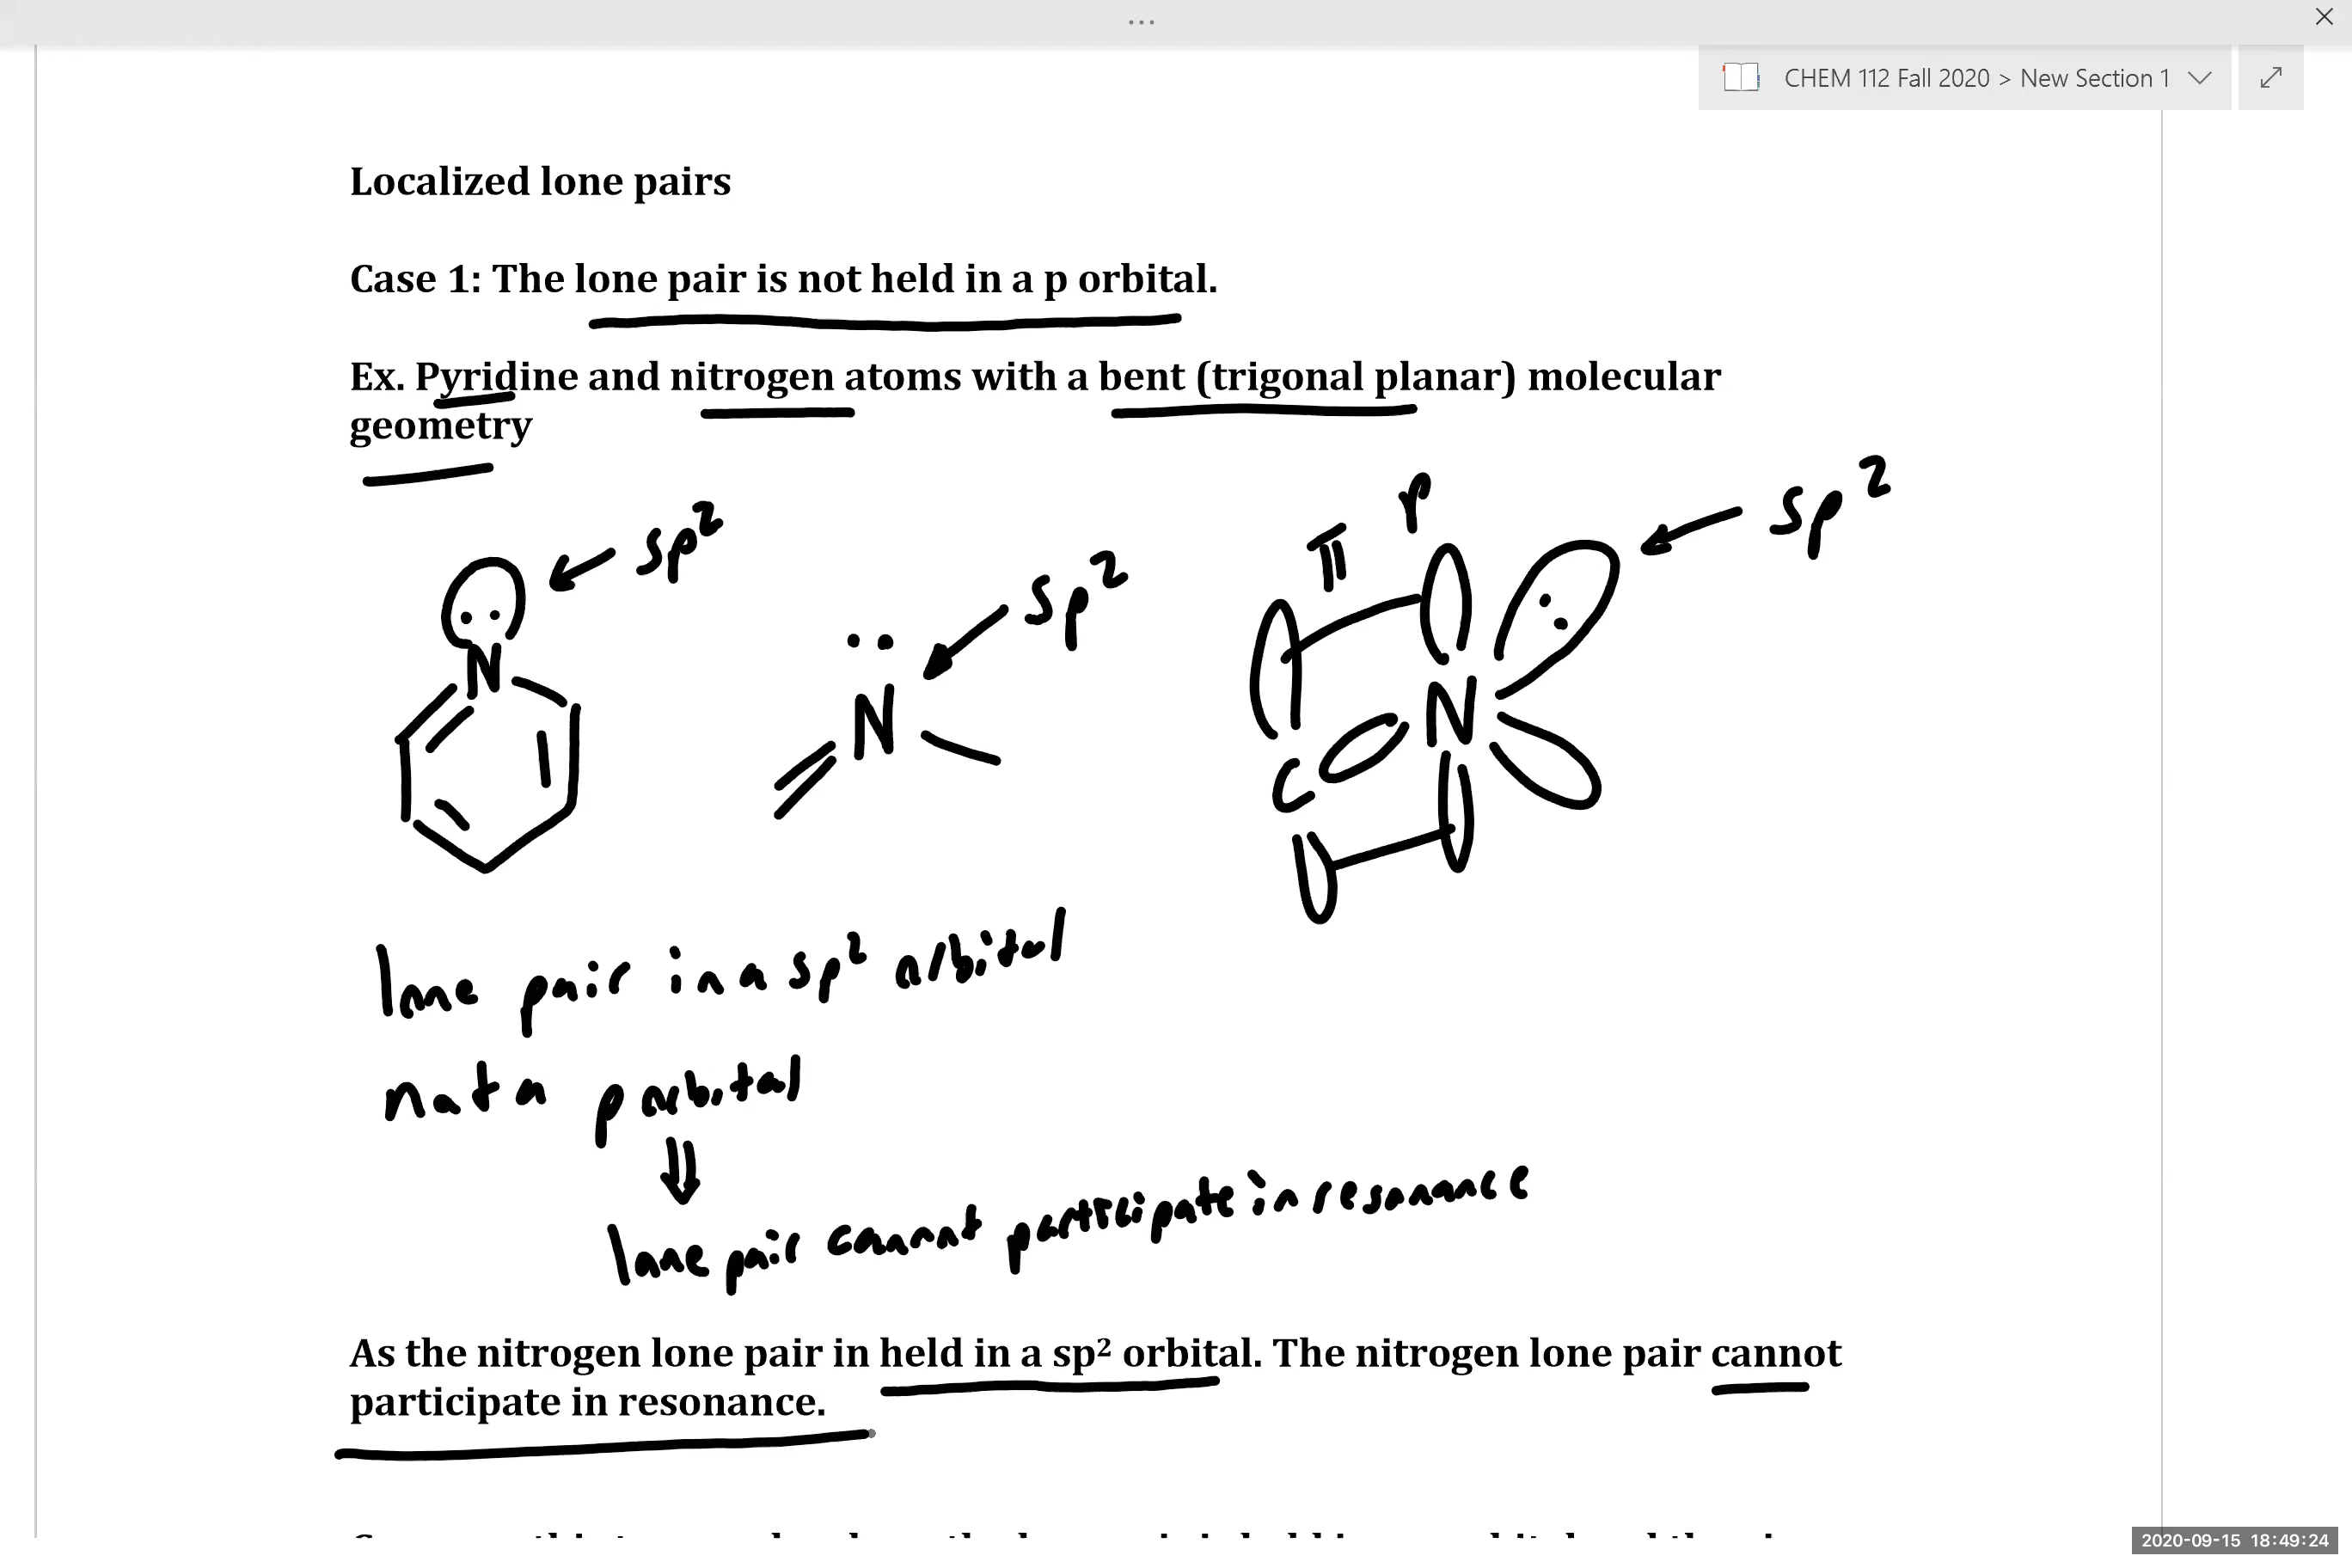 ...
CHEM 112 Fall 2020 > New Section 1
Localized lone pairs
Case 1: The lone pair is not held in a p orbital.
Ex. Pyridine and nitrogen atoms with a bent (trigonal planar) molecular
geometry
sp²
N
sp²
N
π
P
sp²
N
C
lone pair in a sp² orbital
not a p orbital
⇓
lone pair cannot participate in resonance
As the nitrogen lone pair in held in a sp² orbital. The nitrogen lone pair cannot
participate in resonance.
2020-09-15 18:49:24